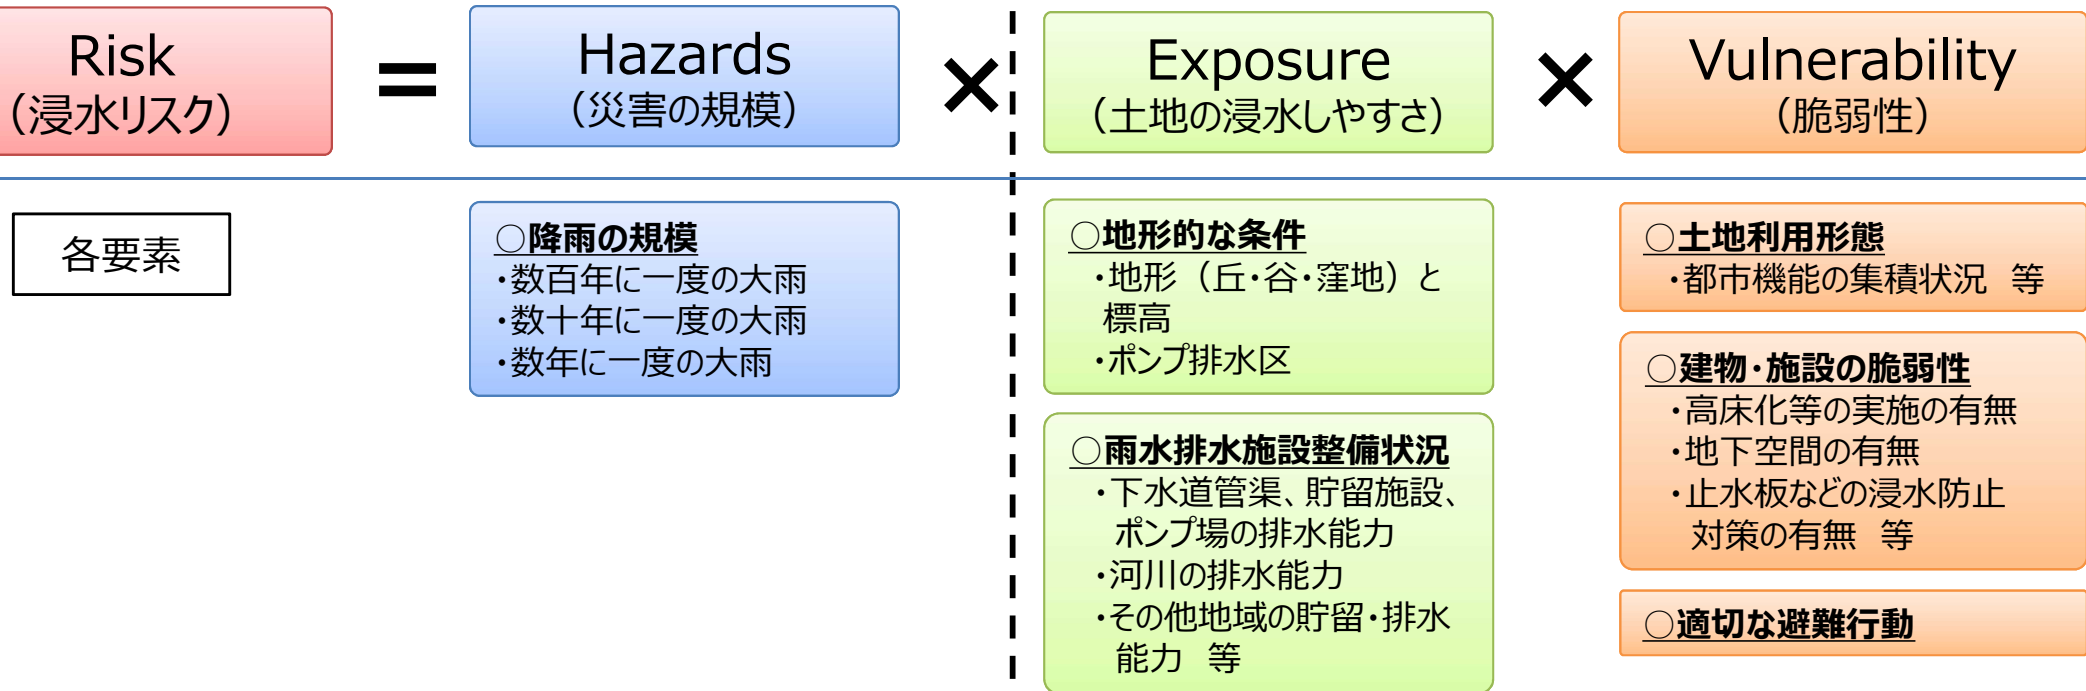 Risk
（浸水リスク）
＝
Hazards
（災害の規模）
×
Exposure
（土地の浸水しやすさ）
×
Vulnerability
（脆弱性）
各要素
○降雨の規模
・数百年に一度の大雨
・数十年に一度の大雨
・数年に一度の大雨
○地形的な条件
・地形（丘・谷・窪地）と
標高
・ポンプ排水区
○雨水排水施設整備状況
・下水道管渠、貯留施設、
ポンプ場の排水能力
・河川の排水能力
・その他地域の貯留・排水
能力　等
○土地利用形態
・都市機能の集積状況　等
○建物・施設の脆弱性
・高床化等の実施の有無
・地下空間の有無
・止水板などの浸水防止
対策の有無　等
○適切な避難行動